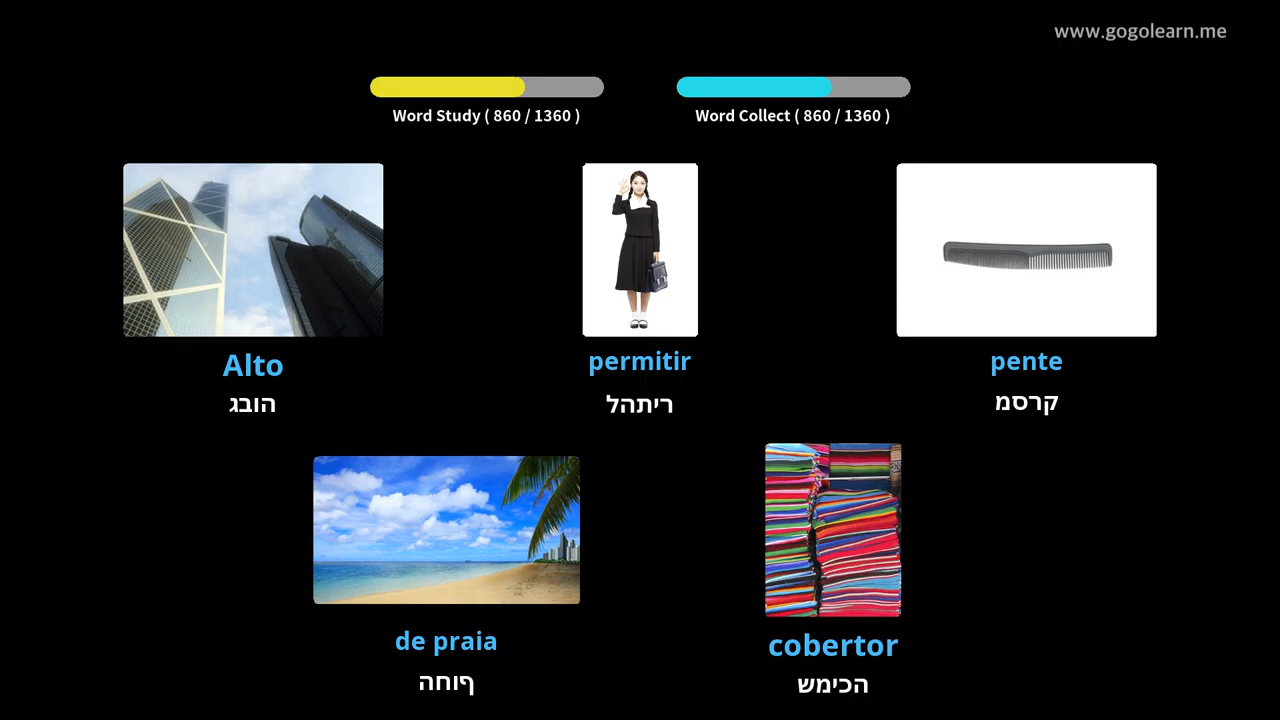 www.gogolearn.me
Word Study ( 860 / 1360 )
Word Collect ( 860 / 1360 )
Alto
הובג
permitir
ריתהל
pente
קרסמ
de praia
ףוחה
cobertor
הכימש